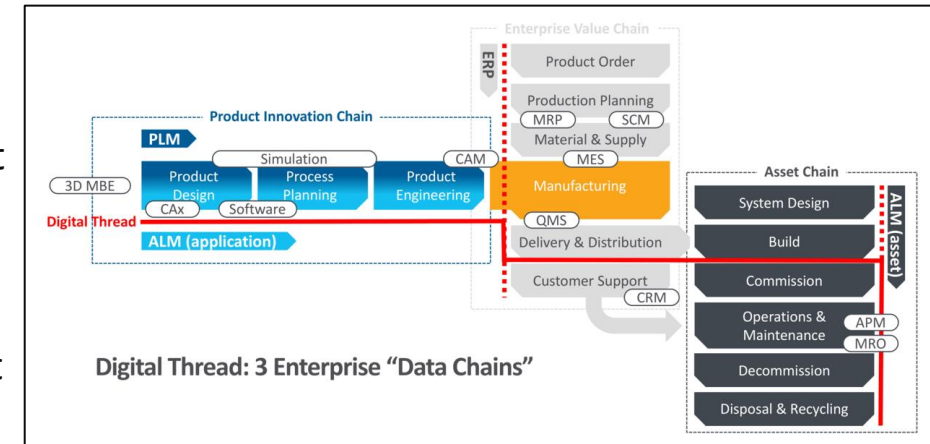 Enterprise Value Chain
ERP
Product Order
Production Planning
MRP
SCM
Material & Supply
MES
Manufacturing
QMS
Delivery & Distribution
Customer Support
CRM
Product Innovation Chain
PLM
Simulation
CAM
3D MBE
Product
Design
Process
Planning
Product
Engineering
CAx
Software
Digital Thread
ALM (application)
Asset Chain
System Design
ALM (asset)
Build
Commission
Operations &
Maintenance
APM
MRO
Decommission
Disposal & Recycling
Digital Thread: 3 Enterprise “Data Chains”
t
t